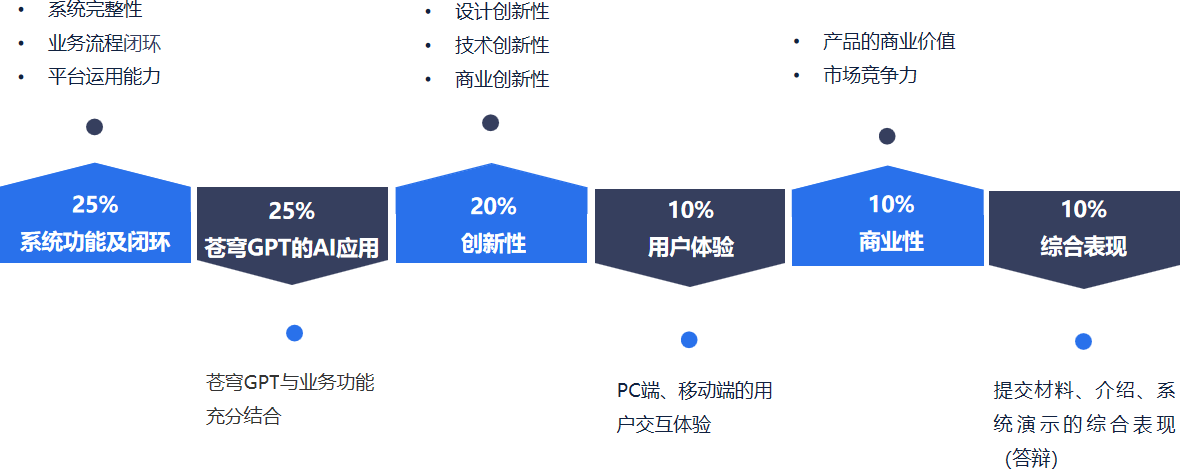 • 系统完整性
• 业务流程闭环
• 平台运用能力
• 设计创新性
• 技术创新性
• 商业创新性
• 产品的商业价值
• 市场竞争力
25%
系统功能及闭环
25%
苍穹GPT的AI应用
20%
创新性
10%
用户体验
10%
商业性
10%
综合表现
苍穹GPT与业务功能
充分结合
PC端、移动端的用
户交互体验
提交材料、介绍、系
统演示的综合表现
（答辩）